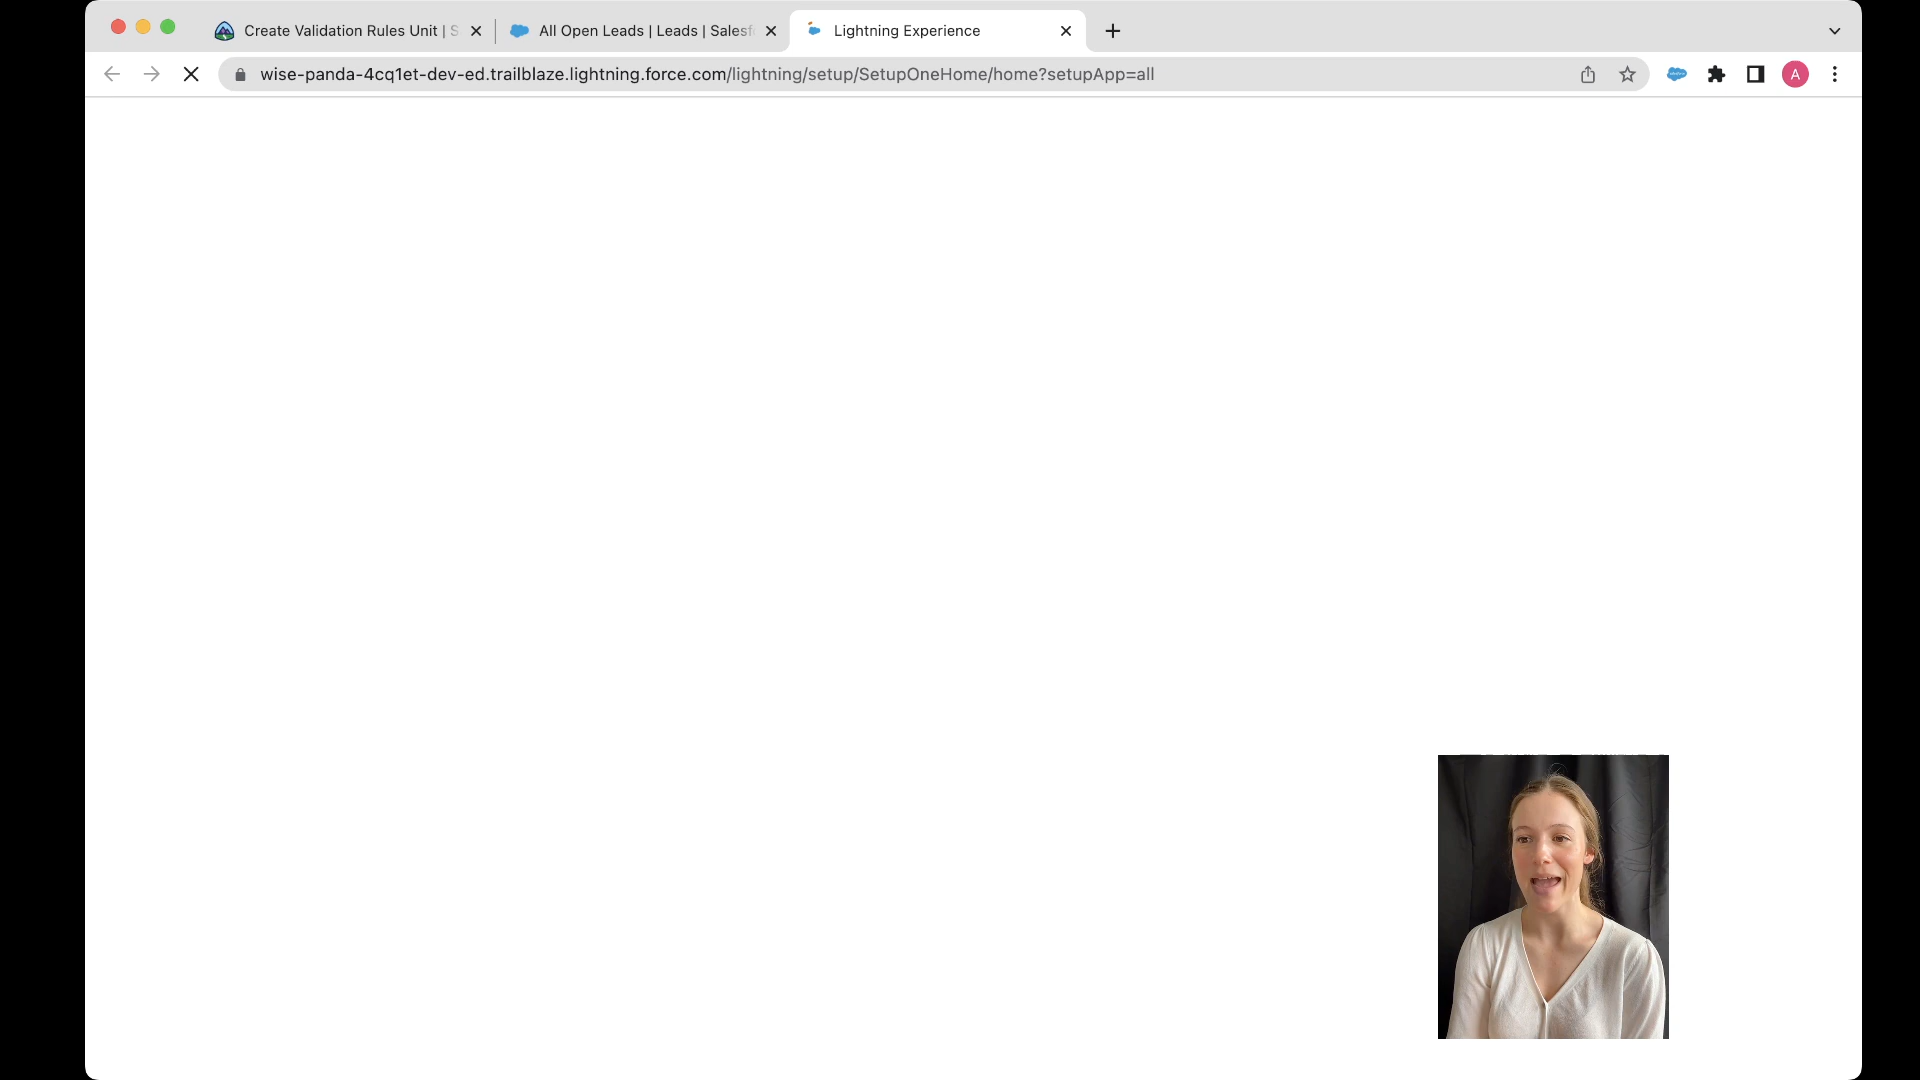 Create Validation Rules Unit | S
All Open Leads | Leads | Salesf
Lightning Experience
wise-panda-4cq1et-dev-ed.trailblaze.lightning.force.com/lightning/setup/SetupOneHome/home?setupApp=all
A